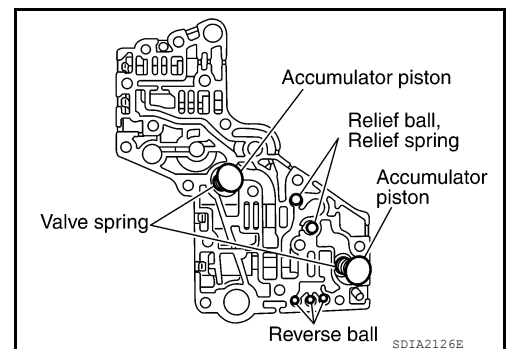 Accumulator piston
Relief ball,
Relief spring
Accumulator
piston
Valve spring
Reverse ball
SDIA2126E